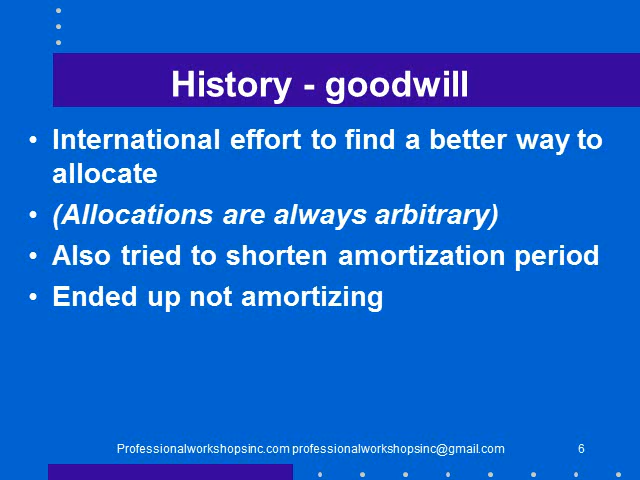 History - goodwill
• International effort to find a better way to
allocate
• (Allocations are always arbitrary)
• Also tried to shorten amortization period
• Ended up not amortizing
Professionalworkshopsinc.com professionalworkshopsinc@gmail.com 6